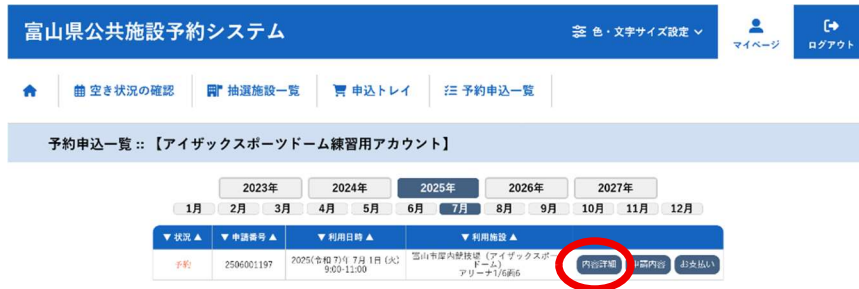 富山県公共施設予約システム
色・文字サイズ設定
マイページ
ログアウト
空き状況の確認
抽選施設一覧
申込トレイ
予約申込一覧
予約申込一覧 :: 【アイザックスポーツドーム練習用アカウント】
2023年 2024年 2025年 2026年 2027年
1月 2月 3月 4月 5月 6月 7月 8月 9月 10月 11月 12月
▼ 状況 ▲ ▼ 申請番号 ▲ ▼ 利用日時 ▲ ▼ 利用施設 ▲
予約 2506001197 2025(令和7)年 7月 1日 (火) 9:00-11:00
富山市屋内競技場（アイザックスポーツドーム）
アリーナ1/6面6
内容詳細 申請内容 お支払い